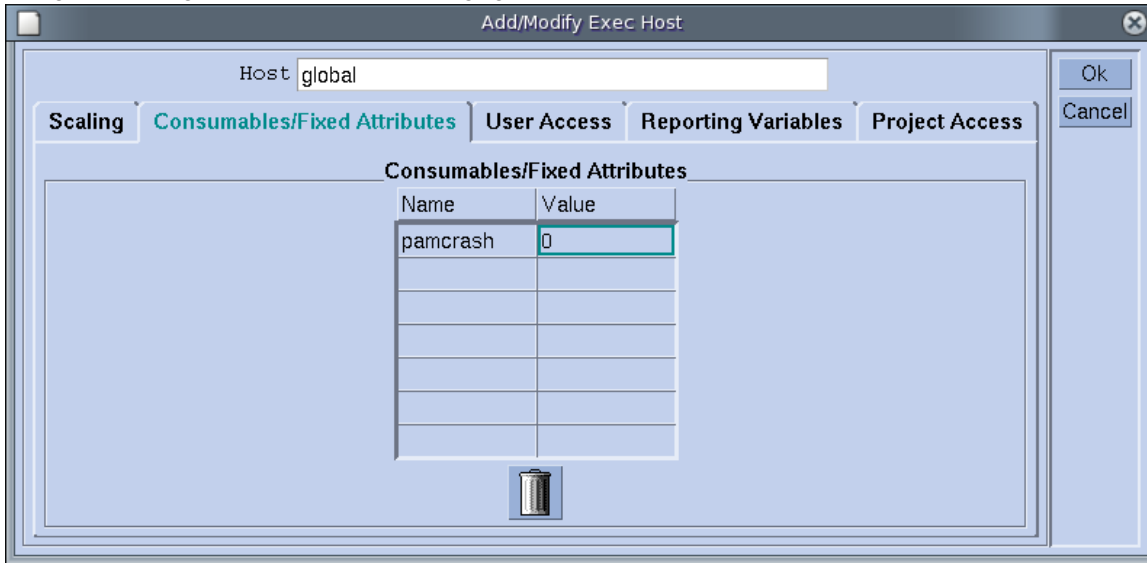 Add/Modify Exec Host
Host global
Ok
Cancel
Scaling Consumables/Fixed Attributes User Access Reporting Variables Project Access
Consumables/Fixed Attributes
Name Value
pamcrash 0